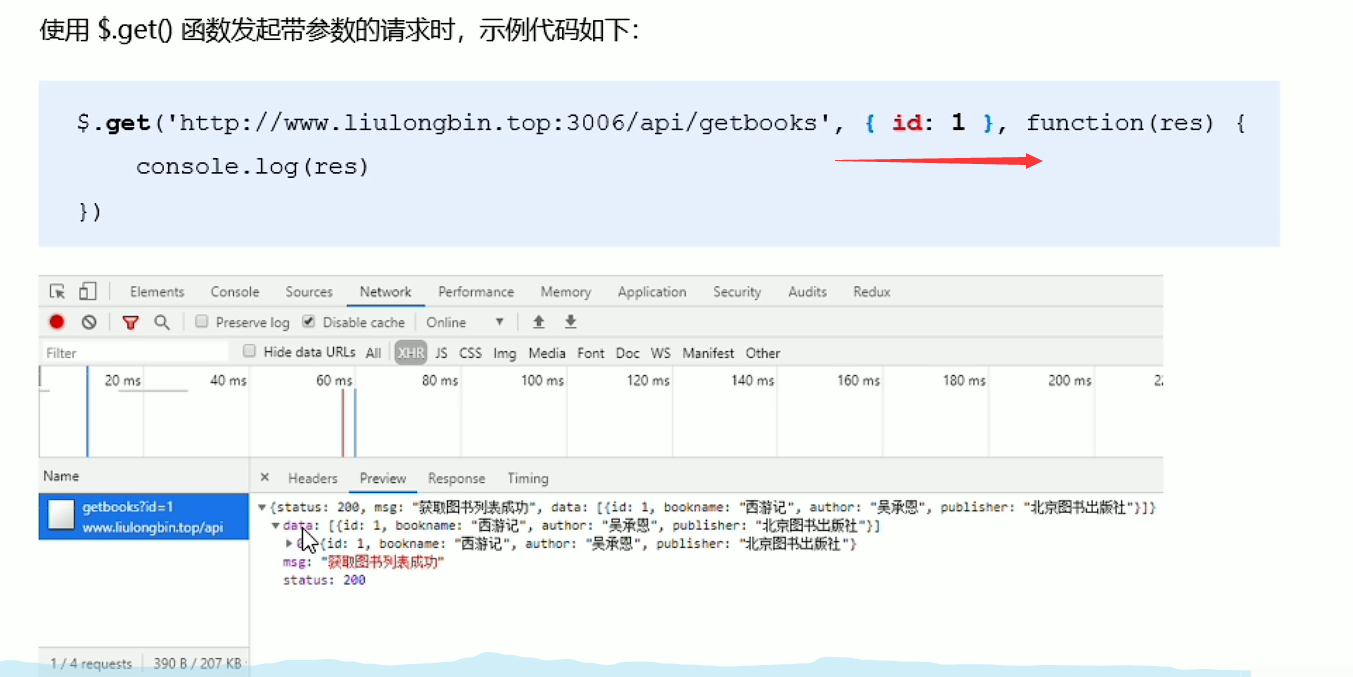 使用 $.get() 函数发起带参数的请求时，示例代码如下：
$.get('http://www.liulongbin.top:3006/api/getbooks', { id: 1 }, function(res) {
console.log(res)
})
Elements Console Sources Network Performance Memory Application Security Audits Redux
Preserve log Disable cache Online
Filter Hide data URLs All XHR JS CSS Img Media Font Doc WS Manifest Other
20 ms 40 ms 60 ms 80 ms 100 ms 120 ms 140 ms 160 ms 180 ms 200 ms
Name × Headers Preview Response Timing
getbooks?id=1
www.liulongbin.top/api
{status: 200, msg: "获取图书列表成功", data: [{id: 1, bookname: "西游记", author: "吴承恩", publisher: "北京图书出版社"}]}
data: [{id: 1, bookname: "西游记", author: "吴承恩", publisher: "北京图书出版社"}]
{id: 1, bookname: "西游记", author: "吴承恩", publisher: "北京图书出版社"}
msg: "获取图书列表成功"
status: 200
1 / 4 requests 390 B / 207 KB